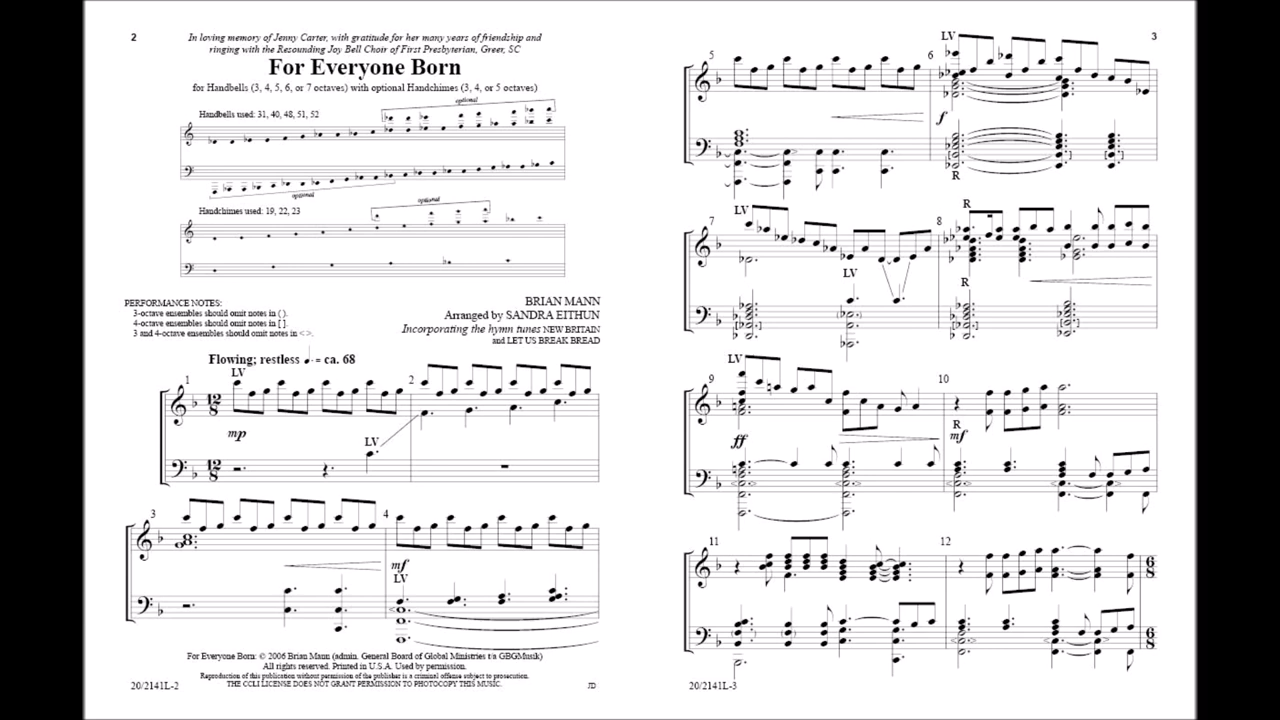 2
In loving memory of Jenny Carter, with gratitude for her many years of friendship and
ringing with the Resounding Joy Bell Choir of First Presbyterian, Greer, SC
For Everyone Born
for Handbells (3, 4, 5, 6, or 7 octaves) with optional Handchimes (3, 4, or 5 octaves)
optional
Handbells used: 31, 40, 48, 51, 52
optional
optional
Handchimes used: 19, 22, 23
PERFORMANCE NOTES:
3-octave ensembles should omit notes in ( ).
4-octave ensembles should omit notes in [ ].
3 and 4-octave ensembles should omit notes in < >.
BRIAN MANN
Arranged by SANDRA EITHUN
Incorporating the hymn tunes NEW BRITAIN
and LET US BREAK BREAD
Flowing; restless ♩. = ca. 68
LV
1
2
12
8
mp
LV
12
8
3
4
mf
LV
For Everyone Born: © 2006 Brian Mann (admin. General Board of Global Ministries t/a GBGMusik)
All rights reserved. Printed in U.S.A. Used by permission.
Reproduction of this publication without permission of the publisher is a criminal offense subject to prosecution.
THE CCLI LICENSE DOES NOT GRANT PERMISSION TO PHOTOCOPY THIS MUSIC.
20/2141L-2
JD
3
LV
5
6
f
R
LV
R
7
8
LV
R
LV
9
10
R
ff
mf
11
12
6
8
6
8
20/2141L-3